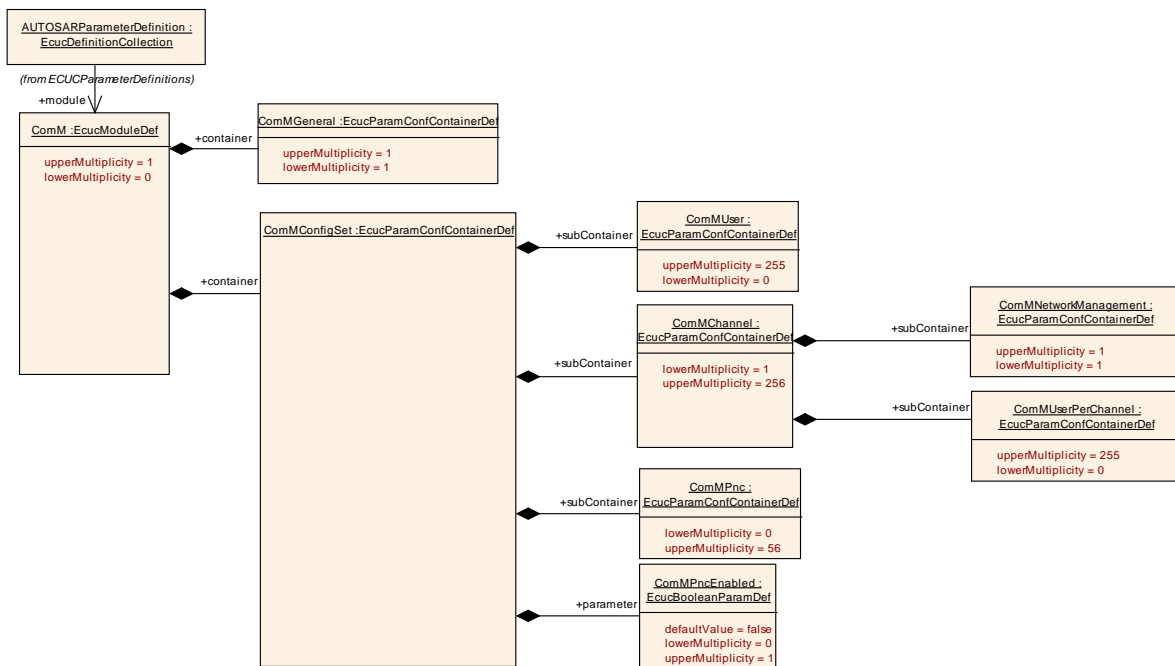 AUTOSARParameterDefinition :
EcucDefinitionCollection
(from ECUCParameterDefinitions)
+module
ComM :EcucModuleDef
upperMultiplicity = 1
lowerMultiplicity = 0
+container
ComMGeneral :EcucParamConfContainerDef
upperMultiplicity = 1
lowerMultiplicity = 1
+container
ComMConfigSet :EcucParamConfContainerDef
+subContainer
ComMUser :
EcucParamConfContainerDef
upperMultiplicity = 255
lowerMultiplicity = 0
+subContainer
ComMChannel :
EcucParamConfContainerDef
lowerMultiplicity = 1
upperMultiplicity = 256
+subContainer
ComMNetworkManagement :
EcucParamConfContainerDef
upperMultiplicity = 1
lowerMultiplicity = 1
+subContainer
ComMUserPerChannel :
EcucParamConfContainerDef
upperMultiplicity = 255
lowerMultiplicity = 0
+subContainer
ComMPnc :
EcucParamConfContainerDef
lowerMultiplicity = 0
upperMultiplicity = 56
+parameter
ComMPncEnabled :
EcucBooleanParamDef
defaultValue = false
lowerMultiplicity = 0
upperMultiplicity = 1